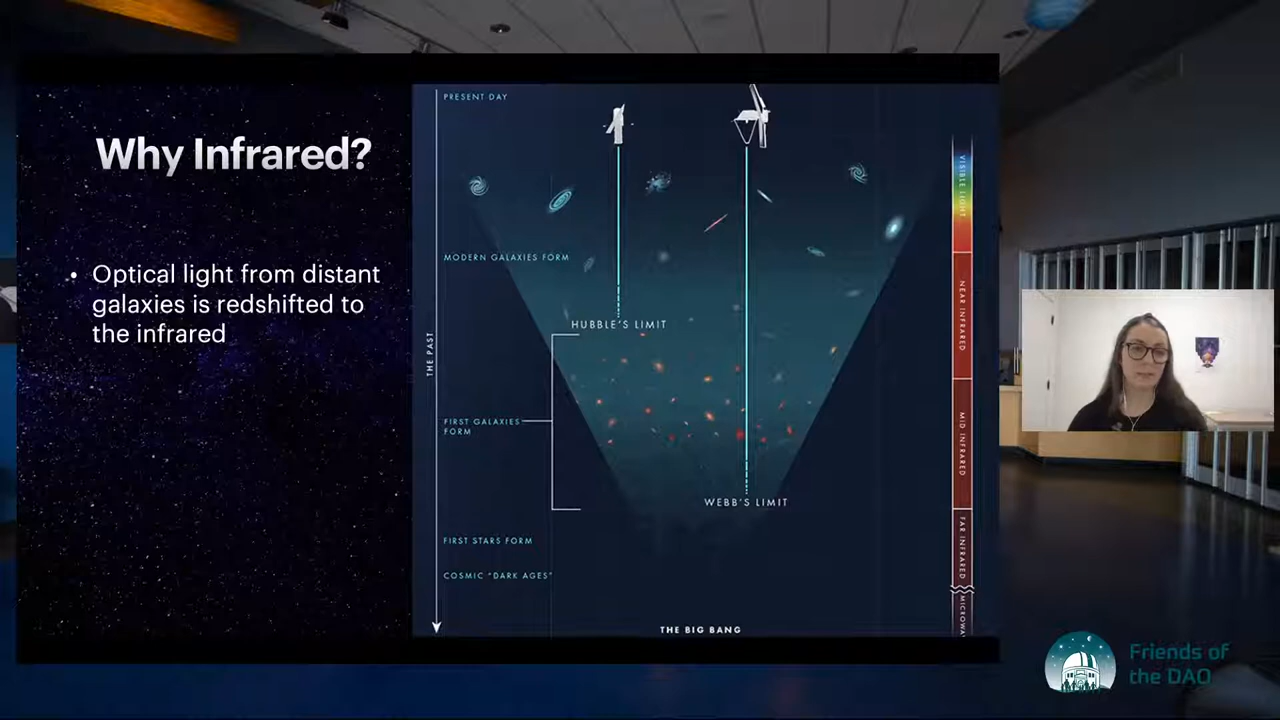 Why Infrared?
• Optical light from distant
galaxies is redshifted to
the infrared
PRESENT DAY
MODERN GALAXIES FORM
HUBBLE'S LIMIT
THE PAST
FIRST GALAXIES
FORM
WEBB'S LIMIT
FIRST STARS FORM
COSMIC "DARK AGES"
THE BIG BANG
VISIBLE LIGHT
NEAR INFRARED
MID INFRARED
FAR INFRARED
Friends of
the DAO